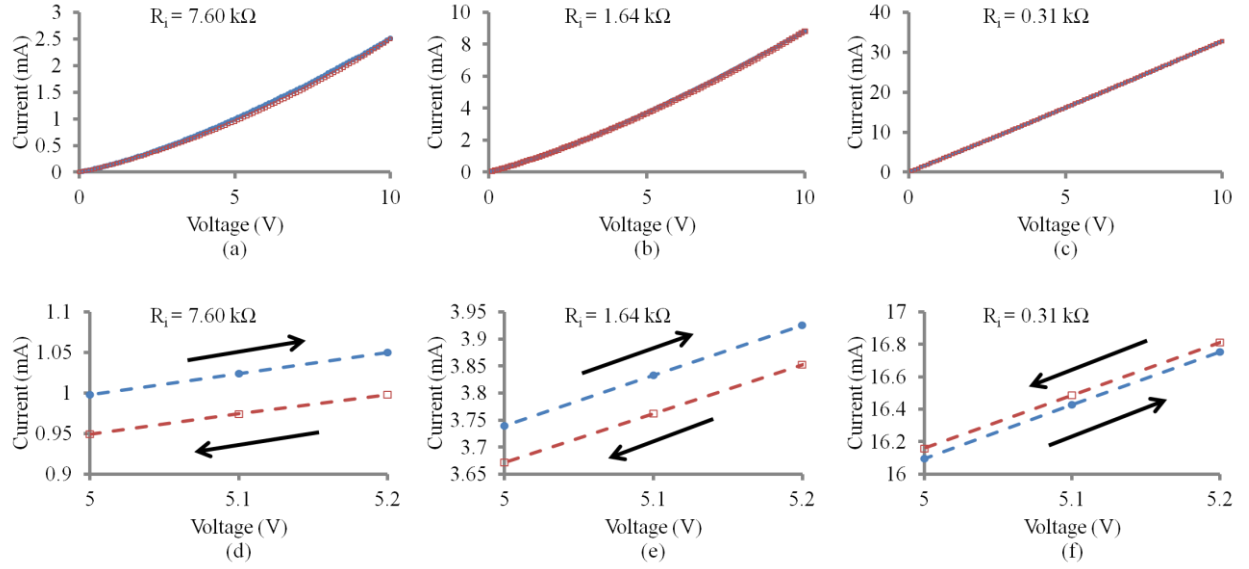 R_i = 7.60 kΩ
Current (mA)
3
2.5
2
1.5
1
0.5
0
0 5 10
Voltage (V)
(a)
R_i = 1.64 kΩ
Current (mA)
10
8
6
4
2
0
0 5 10
Voltage (V)
(b)
R_i = 0.31 kΩ
Current (mA)
40
30
20
10
0
0 5 10
Voltage (V)
(c)
R_i = 7.60 kΩ
Current (mA)
1.1
1.05
1
0.95
0.9
5 5.1 5.2
Voltage (V)
(d)
R_i = 1.64 kΩ
Current (mA)
3.95
3.9
3.85
3.8
3.75
3.7
3.65
5 5.1 5.2
Voltage (V)
(e)
R_i = 0.31 kΩ
Current (mA)
17
16.8
16.6
16.4
16.2
16
5 5.1 5.2
Voltage (V)
(f)